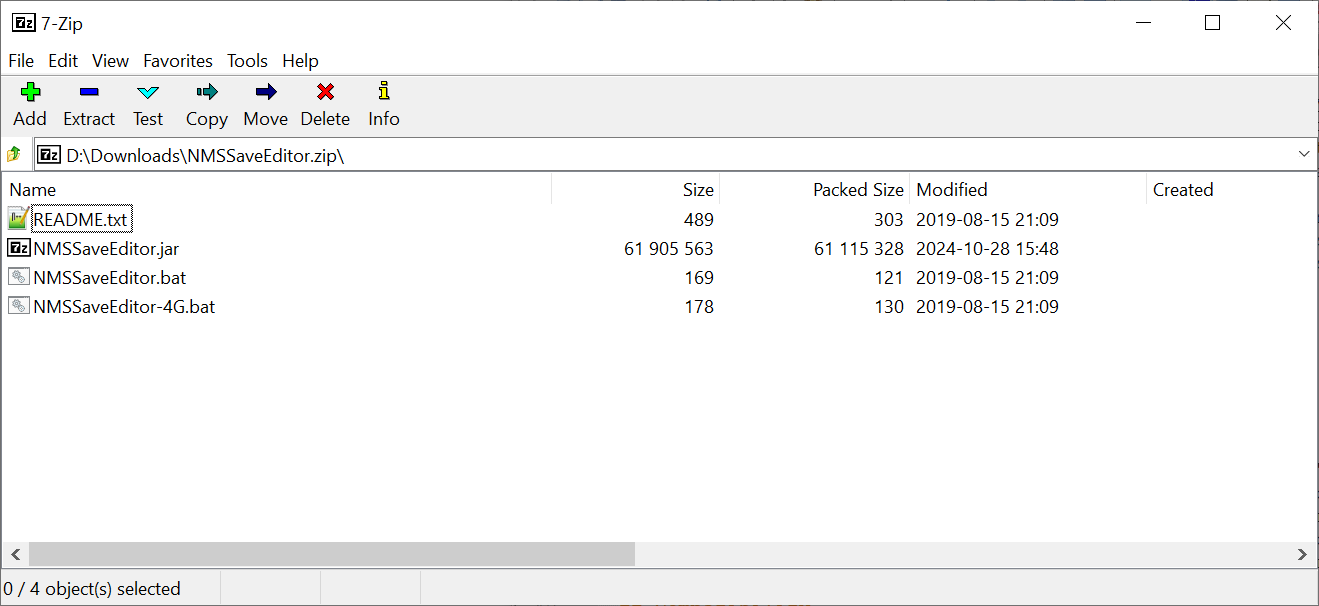 7-Zip
File Edit View Favorites Tools Help
Add Extract Test Copy Move Delete Info
D:\Downloads\NMSSaveEditor.zip\
Name Size Packed Size Modified Created
README.txt 489 303 2019-08-15 21:09
NMSSaveEditor.jar 61 905 563 61 115 328 2024-10-28 15:48
NMSSaveEditor.bat 169 121 2019-08-15 21:09
NMSSaveEditor-4G.bat 178 130 2019-08-15 21:09
0 / 4 object(s) selected